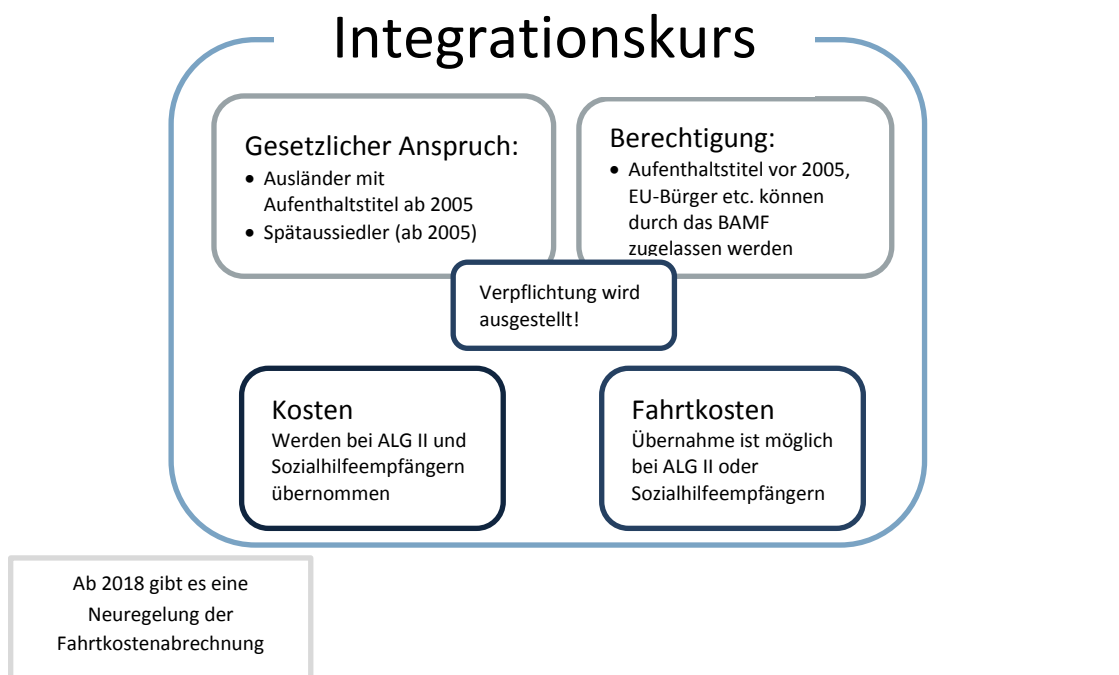 Integrationskurs
Gesetzlicher Anspruch:
• Ausländer mit
Aufenthaltstitel ab 2005
• Spätaussiedler (ab 2005)
Berechtigung:
• Aufenthaltstitel vor 2005,
EU-Bürger etc. können
durch das BAMF
zugelassen werden
Verpflichtung wird
ausgestellt!
Kosten
Werden bei ALG II und
Sozialhilfeempfängern
übernommen
Fahrtkosten
Übernahme ist möglich
bei ALG II oder
Sozialhilfeempfängern
Ab 2018 gibt es eine
Neuregelung der
Fahrtkostenabrechnung